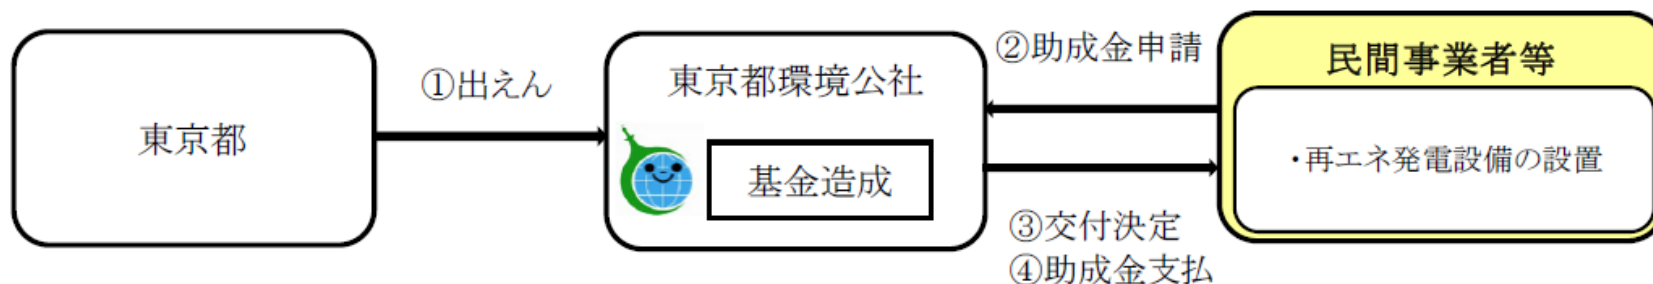 東京都
①出えん
東京都環境公社
基金造成
②助成金申請
③交付決定
④助成金支払
民間事業者等
・再エネ発電設備の設置